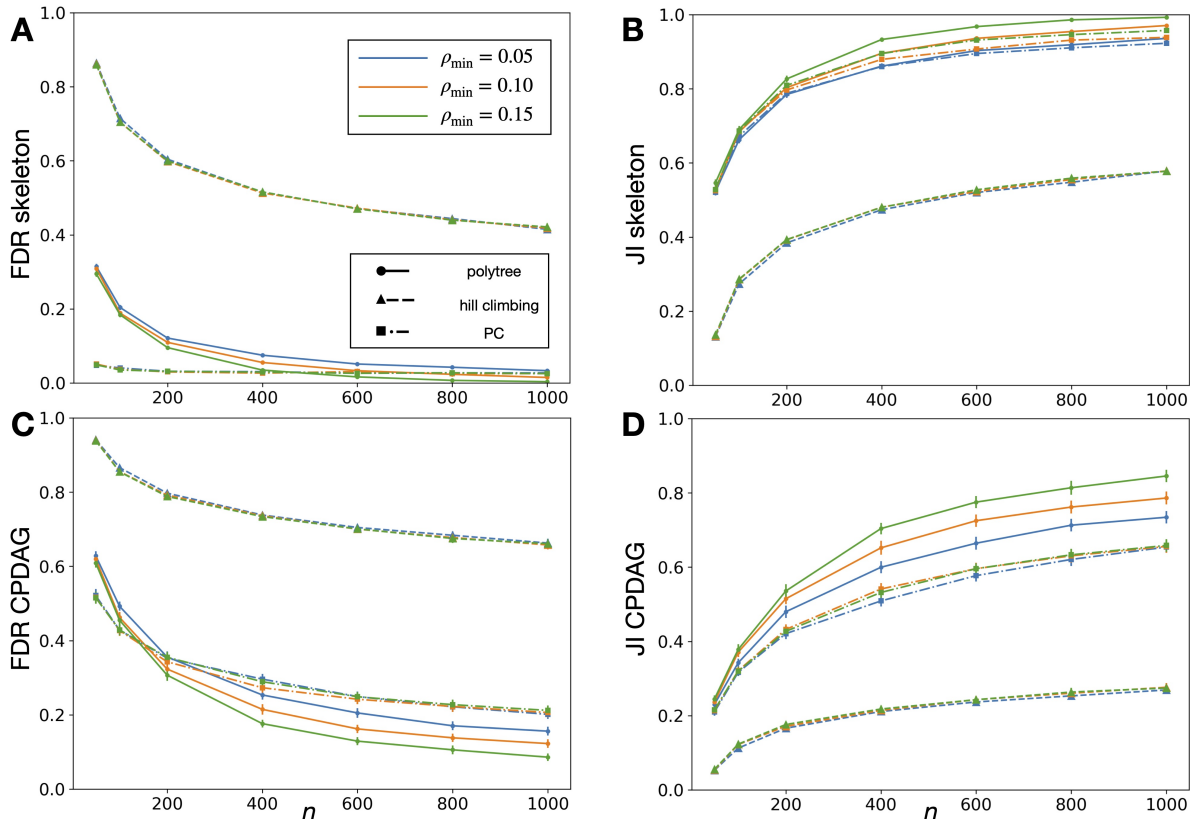 A
FDR skeleton
1.0
0.8
0.6
0.4
0.2
0.0
ρmin = 0.05
ρmin = 0.10
ρmin = 0.15
polytree
hill climbing
PC
200 400 600 800 1000
B
JI skeleton
1.0
0.8
0.6
0.4
0.2
0.0
200 400 600 800 1000
C
FDR CPDAG
1.0
0.8
0.6
0.4
0.2
0.0
200 400 600 800 1000
n
D
JI CPDAG
1.0
0.8
0.6
0.4
0.2
0.0
200 400 600 800 1000
n